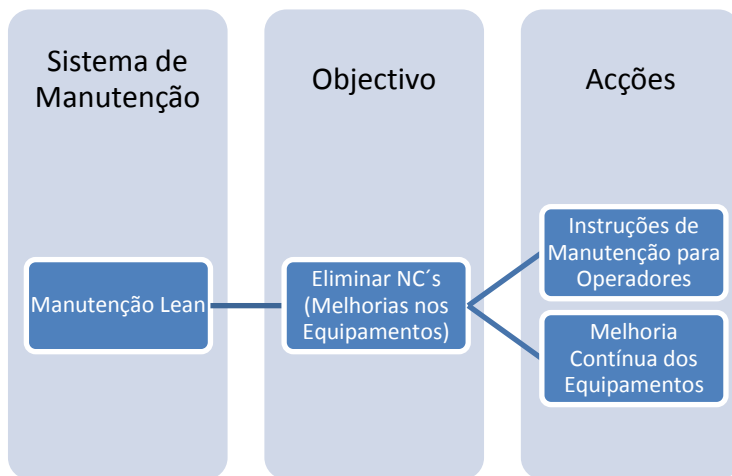 Sistema de
Manutenção
Objectivo
Acções
Manutenção Lean
Eliminar NC´s
(Melhorias nos
Equipamentos)
Instruções de
Manutenção para
Operadores
Melhoria
Contínua dos
Equipamentos